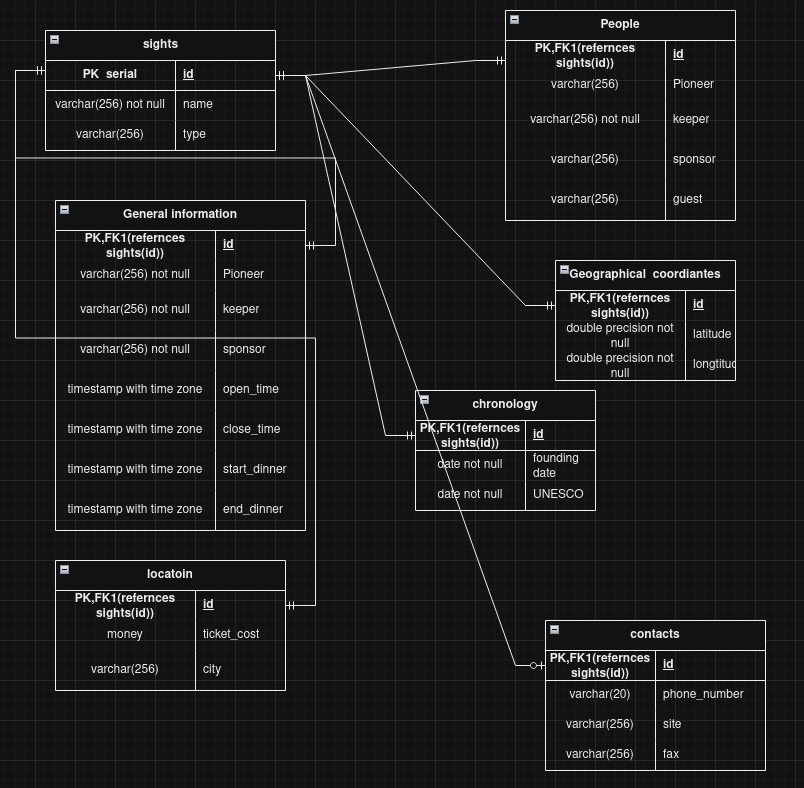 sights
PK serial id
varchar(256) not null name
varchar(256) type
People
PK,FK1(refernces
sights(id)) id
varchar(256) Pioneer
varchar(256) not null keeper
varchar(256) sponsor
varchar(256) guest
General information
PK,FK1(refernces
sights(id)) id
varchar(256) not null Pioneer
varchar(256) not null keeper
varchar(256) not null sponsor
timestamp with time zone open_time
timestamp with time zone close_time
timestamp with time zone start_dinner
timestamp with time zone end_dinner
Geographical coordiantes
PK,FK1(refernces
sights(id)) id
double precision not
null latitude
double precision not
null longtitud
chronology
PK,FK1(refernces
sights(id)) id
date not null founding
date
date not null UNESCO
locatoin
PK,FK1(refernces
sights(id)) id
money ticket_cost
varchar(256) city
contacts
PK,FK1(refernces
sights(id)) id
varchar(20) phone_number
varchar(256) site
varchar(256) fax